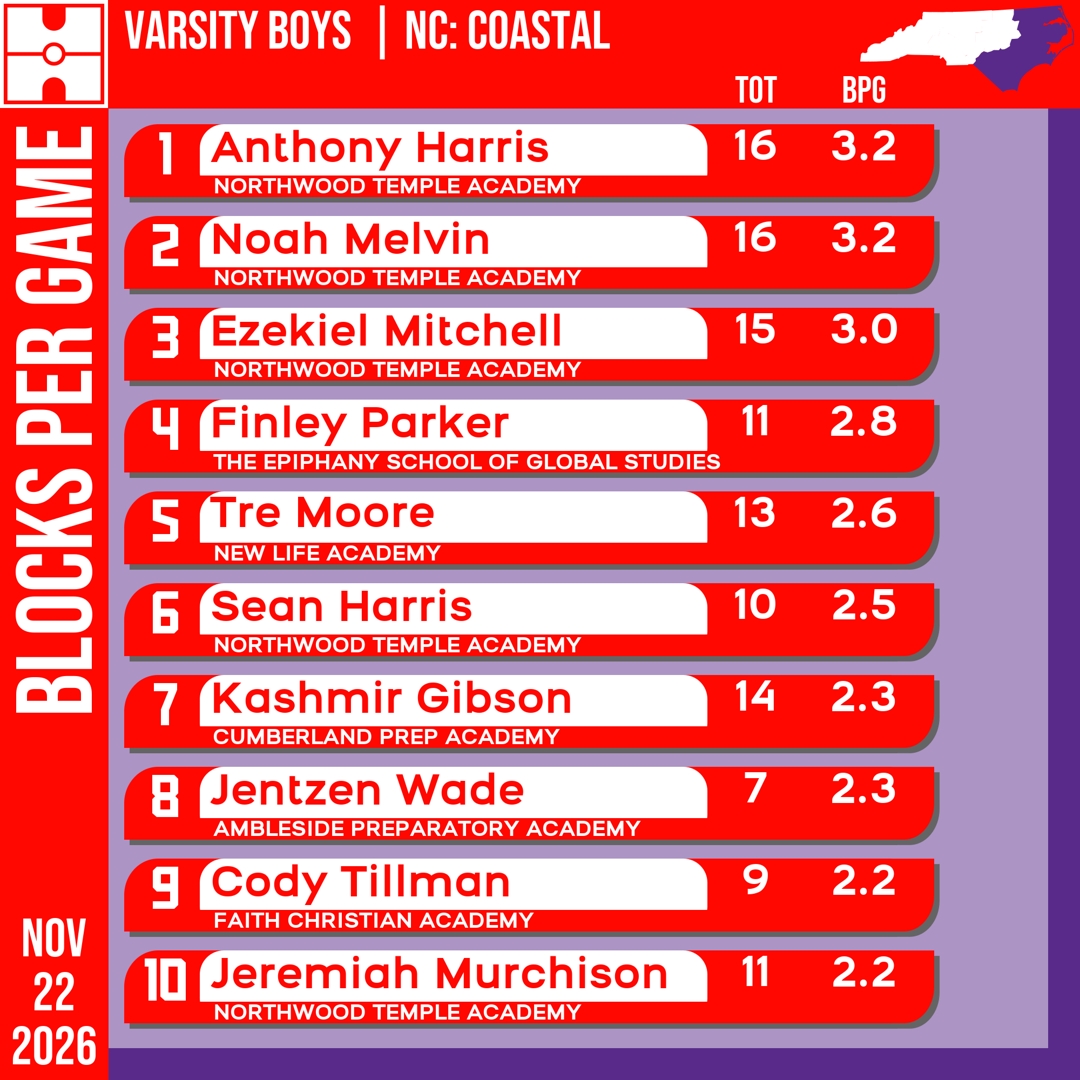 VARSITY BOYS | NC: COASTAL
TOT BPG
BLOCKS PER GAME
1 Anthony Harris 16 3.2
NORTHWOOD TEMPLE ACADEMY
2 Noah Melvin 16 3.2
NORTHWOOD TEMPLE ACADEMY
3 Ezekiel Mitchell 15 3.0
NORTHWOOD TEMPLE ACADEMY
4 Finley Parker 11 2.8
THE EPIPHANY SCHOOL OF GLOBAL STUDIES
5 Tre Moore 13 2.6
NEW LIFE ACADEMY
6 Sean Harris 10 2.5
NORTHWOOD TEMPLE ACADEMY
7 Kashmir Gibson 14 2.3
CUMBERLAND PREP ACADEMY
8 Jentzen Wade 7 2.3
AMBLESIDE PREPARATORY ACADEMY
9 Cody Tillman 9 2.2
FAITH CHRISTIAN ACADEMY
10 Jeremiah Murchison 11 2.2
NORTHWOOD TEMPLE ACADEMY
NOV
22
2026